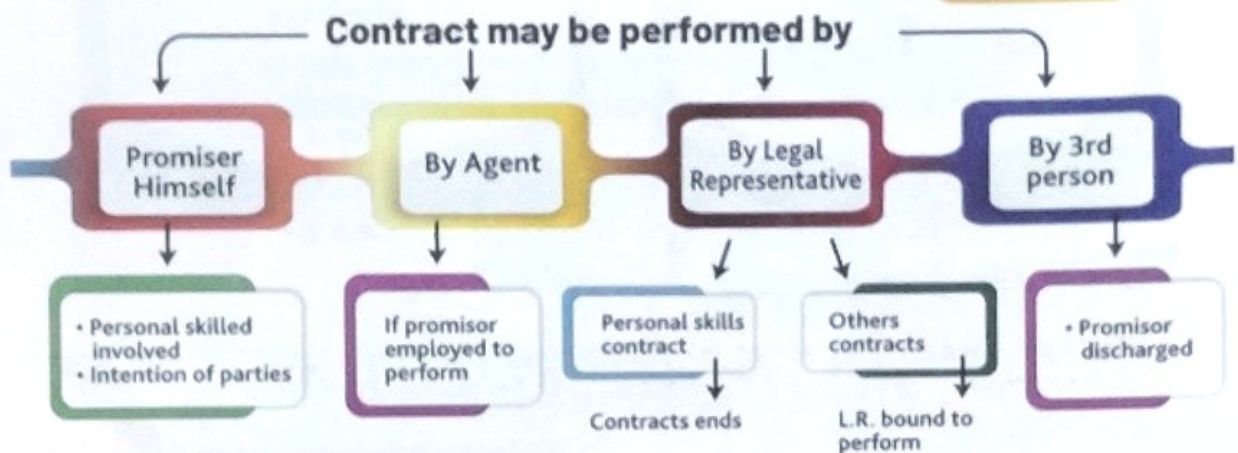 Contract may be performed by
Promiser
Himself
By Agent
By Legal
Representative
By 3rd
person
• Personal skilled
involved
• Intention of parties
If promisor
employed to
perform
Personal skills
contract
Contracts ends
Others
contracts
L.R. bound to
perform
• Promisor
discharged